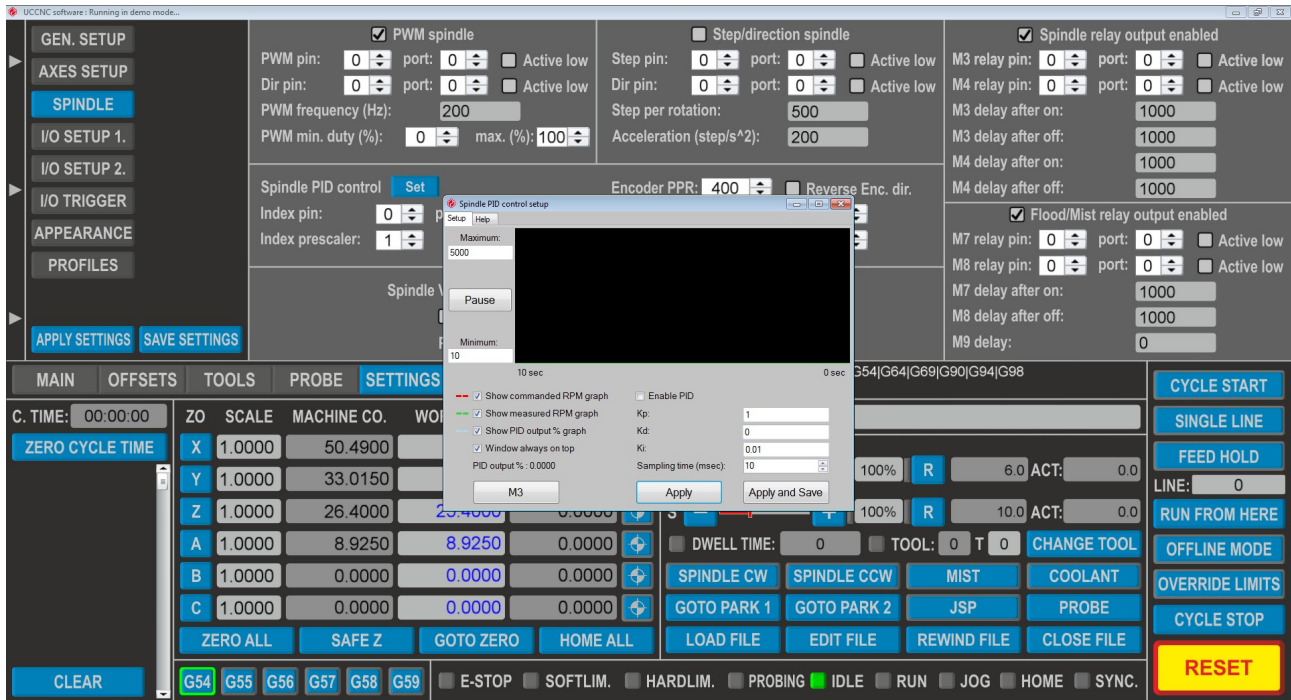 UCCNC software : Running in demo mode...
GEN. SETUP
AXES SETUP
SPINDLE
I/O SETUP 1.
I/O SETUP 2.
I/O TRIGGER
APPEARANCE
PROFILES
APPLY SETTINGS SAVE SETTINGS
PWM spindle
PWM pin: 0 port: 0 Active low
Dir pin: 0 port: 0 Active low
PWM frequency (Hz): 200
PWM min. duty (%): 0 max. (%): 100
Step/direction spindle
Step pin: 0 port: 0 Active low
Dir pin: 0 port: 0 Active low
Step per rotation: 500
Acceleration (step/s^2): 200
Spindle relay output enabled
M3 relay pin: 0 port: 0 Active low
M4 relay pin: 0 port: 0 Active low
M3 delay after on: 1000
M3 delay after off: 1000
M4 delay after on: 1000
M4 delay after off: 1000
Spindle PID control Set
Index pin: 0
Index prescaler: 1
Encoder PPR: 400 Reverse Enc. dir.
Spindle
Flood/Mist relay output enabled
M7 relay pin: 0 port: 0 Active low
M8 relay pin: 0 port: 0 Active low
M7 delay after on: 1000
M8 delay after off: 1000
M9 delay: 0
Spindle PID control setup
Setup Help
Maximum:
5000
Pause
Minimum:
10
10 sec 0 sec
Show commanded RPM graph
Show measured RPM graph
Show PID output % graph
Window always on top
PID output % : 0.0000
M3
Enable PID
Kp: 1
Kd: 0
Ki: 0.01
Sampling time (msec): 10
Apply Apply and Save
MAIN OFFSETS TOOLS PROBE SETTINGS
G54|G64|G69|G90|G94|G98
C. TIME: 00:00:00
ZERO CYCLE TIME
CLEAR
ZO SCALE MACHINE CO.
X 1.0000 50.4900
Y 1.0000 33.0150
Z 1.0000 26.4000
A 1.0000 8.9250 8.9250 0.0000
B 1.0000 0.0000 0.0000 0.0000
C 1.0000 0.0000 0.0000 0.0000
ZERO ALL SAFE Z GOTO ZERO HOME ALL
100% R 6.0 ACT: 0.0
S 100% R 10.0 ACT: 0.0
DWELL TIME: 0 TOOL: 0 T 0 CHANGE TOOL
SPINDLE CW SPINDLE CCW MIST COOLANT
GOTO PARK 1 GOTO PARK 2 JSP PROBE
LOAD FILE EDIT FILE REWIND FILE CLOSE FILE
G54 G55 G56 G57 G58 G59 E-STOP SOFTLIM. HARDLIM. PROBING IDLE RUN JOG HOME SYNC.
CYCLE START
SINGLE LINE
FEED HOLD
LINE: 0
RUN FROM HERE
OFFLINE MODE
OVERRIDE LIMITS
CYCLE STOP
RESET